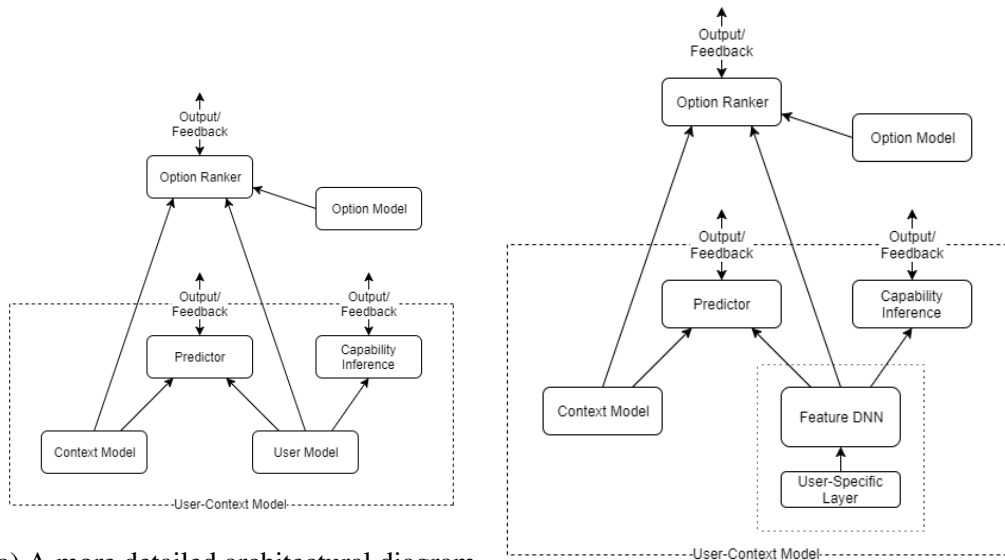 Output/
Feedback
Option Ranker
Option Model
Output/
Feedback
Output/
Feedback
Predictor
Capability
Inference
Context Model
User Model
User-Context Model
Output/
Feedback
Option Ranker
Option Model
Output/
Feedback
Output/
Feedback
Predictor
Capability
Inference
Context Model
Feature DNN
User-Specific
Layer
User-Context Model
) A more detailed architectural diagram